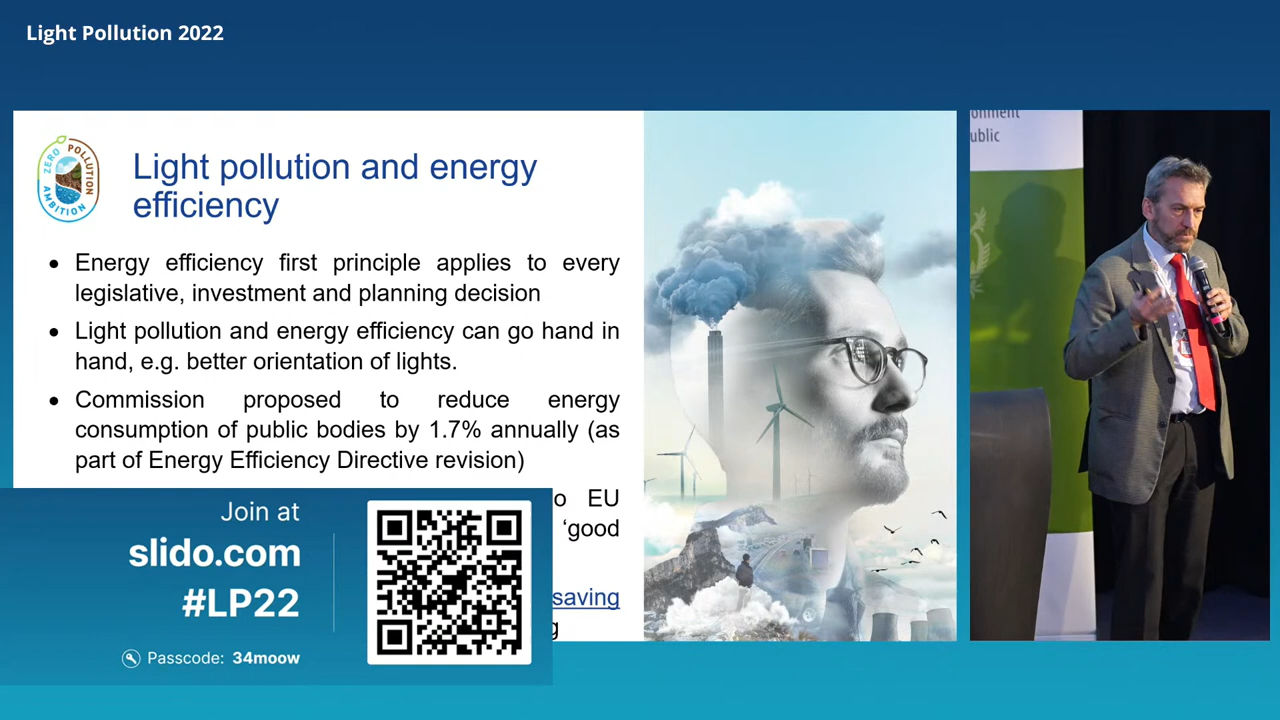 Light Pollution 2022
ZERO POLLUTION AMBITION
Light pollution and energy
efficiency
• Energy efficiency first principle applies to every
legislative, investment and planning decision
• Light pollution and energy efficiency can go hand in
hand, e.g. better orientation of lights.
• Commission proposed to reduce energy
consumption of public bodies by 1.7% annually (as
part of Energy Efficiency Directive revision)
EU
‘good
saving
Join at
slido.com
#LP22
Passcode: 34moow